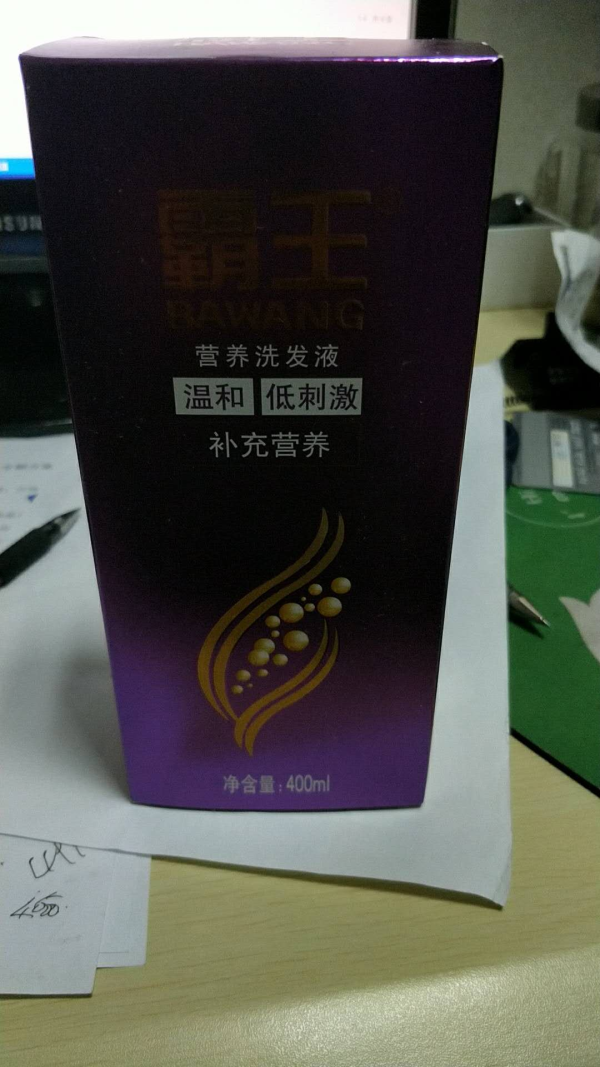 霸王®
BAWANG
营养洗发液
温和 低刺激
补充营养
净含量:400ml